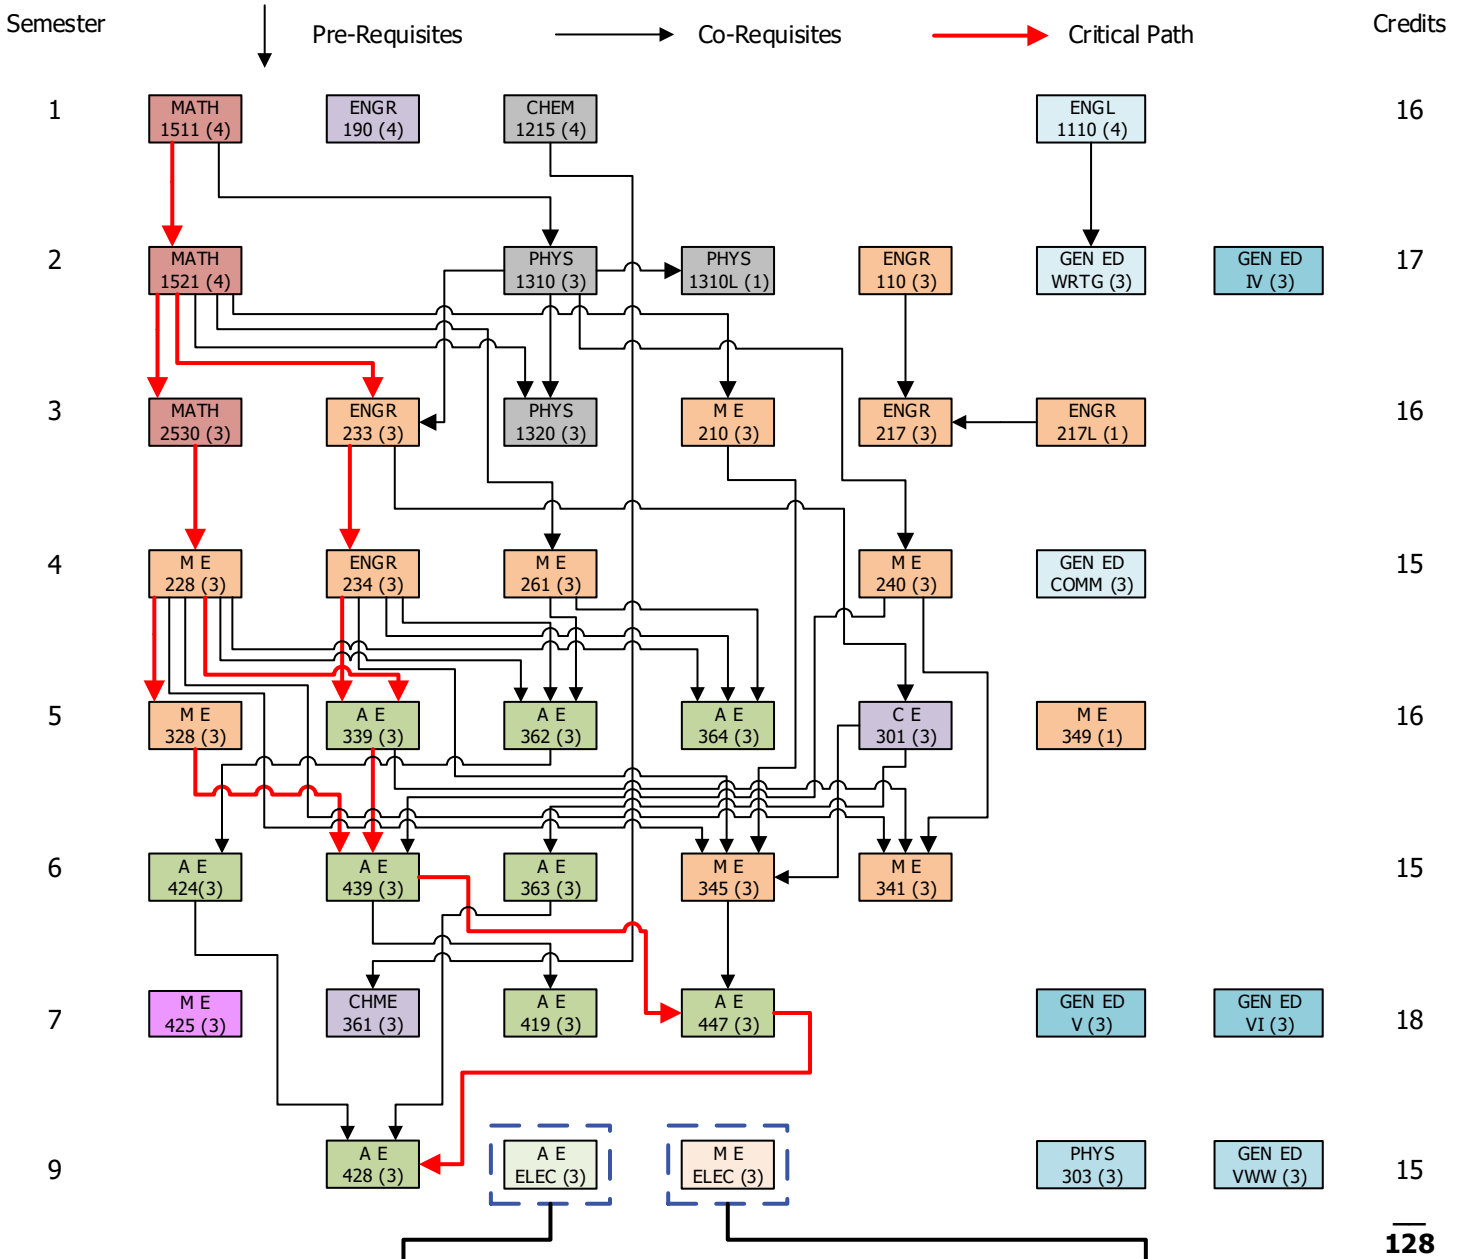 Semester
Pre-Requisites
Co-Requisites
Critical Path
Credits
1
MATH
1511 (4)
ENGR
190 (4)
CHEM
1215 (4)
ENGL
1110 (4)
16
2
MATH
1521 (4)
PHYS
1310 (3)
PHYS
1310L (1)
ENGR
110 (3)
GEN ED
WRTG (3)
GEN ED
IV (3)
17
3
MATH
2530 (3)
ENGR
233 (3)
PHYS
1320 (3)
M E
210 (3)
ENGR
217 (3)
ENGR
217L (1)
16
4
M E
228 (3)
ENGR
234 (3)
M E
261 (3)
M E
240 (3)
GEN ED
COMM (3)
15
5
M E
328 (3)
A E
339 (3)
A E
362 (3)
A E
364 (3)
C E
301 (3)
M E
349 (1)
16
6
A E
424(3)
A E
439 (3)
A E
363 (3)
M E
345 (3)
M E
341 (3)
15
7
M E
425 (3)
CHME
361 (3)
A E
419 (3)
A E
447 (3)
GEN ED
V (3)
GEN ED
VI (3)
18
9
A E
428 (3)
A E
ELEC (3)
M E
ELEC (3)
PHYS
303 (3)
GEN ED
VWW (3)
15
128